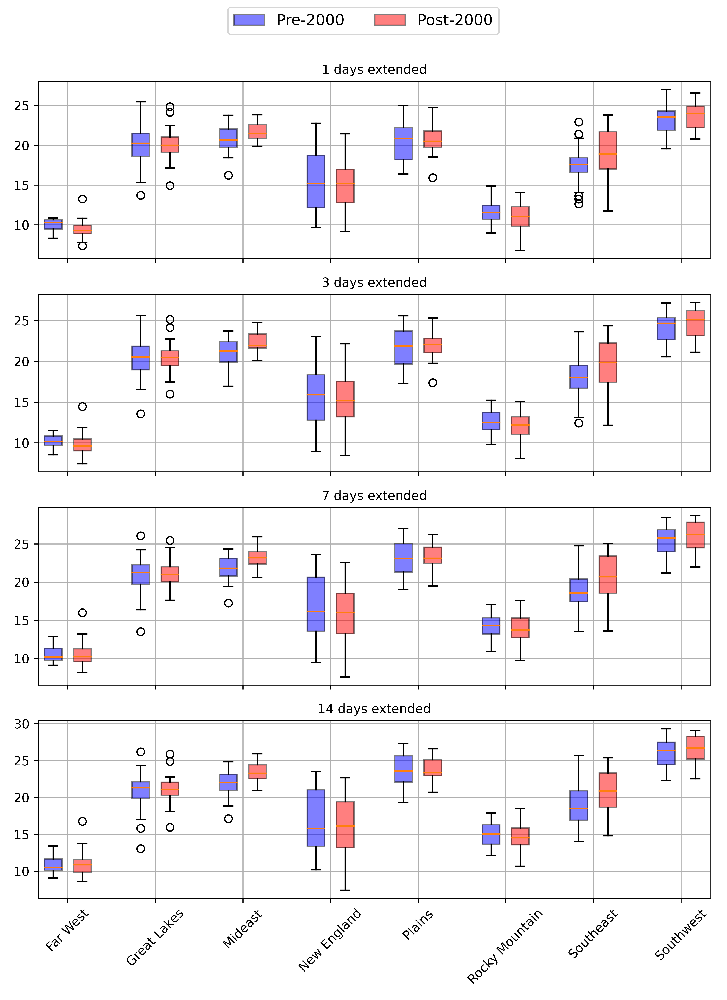 Pre-2000 Post-2000
1 days extended
25
20
15
10
3 days extended
25
20
15
10
7 days extended
25
20
15
10
14 days extended
30
25
20
15
10
Far West Great Lakes Mideast New England Plains Rocky Mountain Southeast Southwest